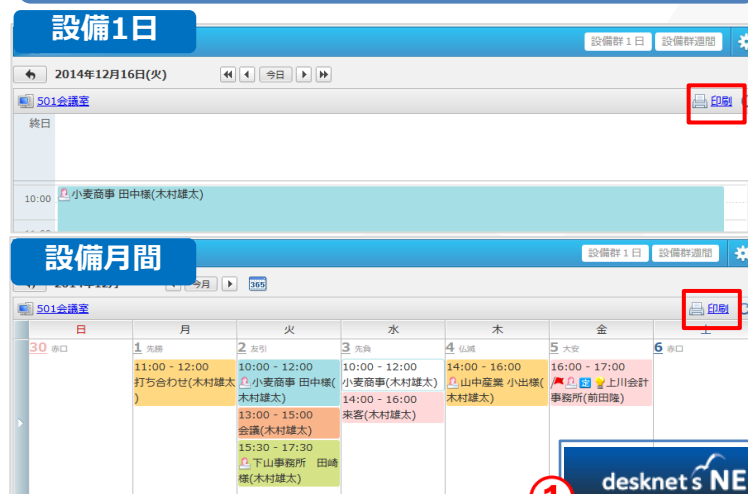 設備1日
設備群1日 設備群週間
2014年12月16日(火) 今日
501会議室 印刷
終日
10:00 小麦商事 田中様(木村雄太)
設備月間
設備群1日 設備群週間
今月 365
501会議室 印刷
日 月 火 水 木 金 土
30 赤口 1 先勝 2 友引 3 先負 4 仏滅 5 大安 6 赤口
11:00 - 12:00
打ち合わせ(木村雄太
)
10:00 - 12:00
小麦商事 田中様(
木村雄太)
13:00 - 15:00
会議(木村雄太)
15:30 - 17:30
下山事務所 田崎
様(木村雄太)
10:00 - 12:00
小麦商事(木村雄太)
14:00 - 16:00
来客(木村雄太)
14:00 - 16:00
山中産業 小出様(
木村雄太)
16:00 - 17:00
定 上川会計
事務所(前田隆)
1
desknet's NE